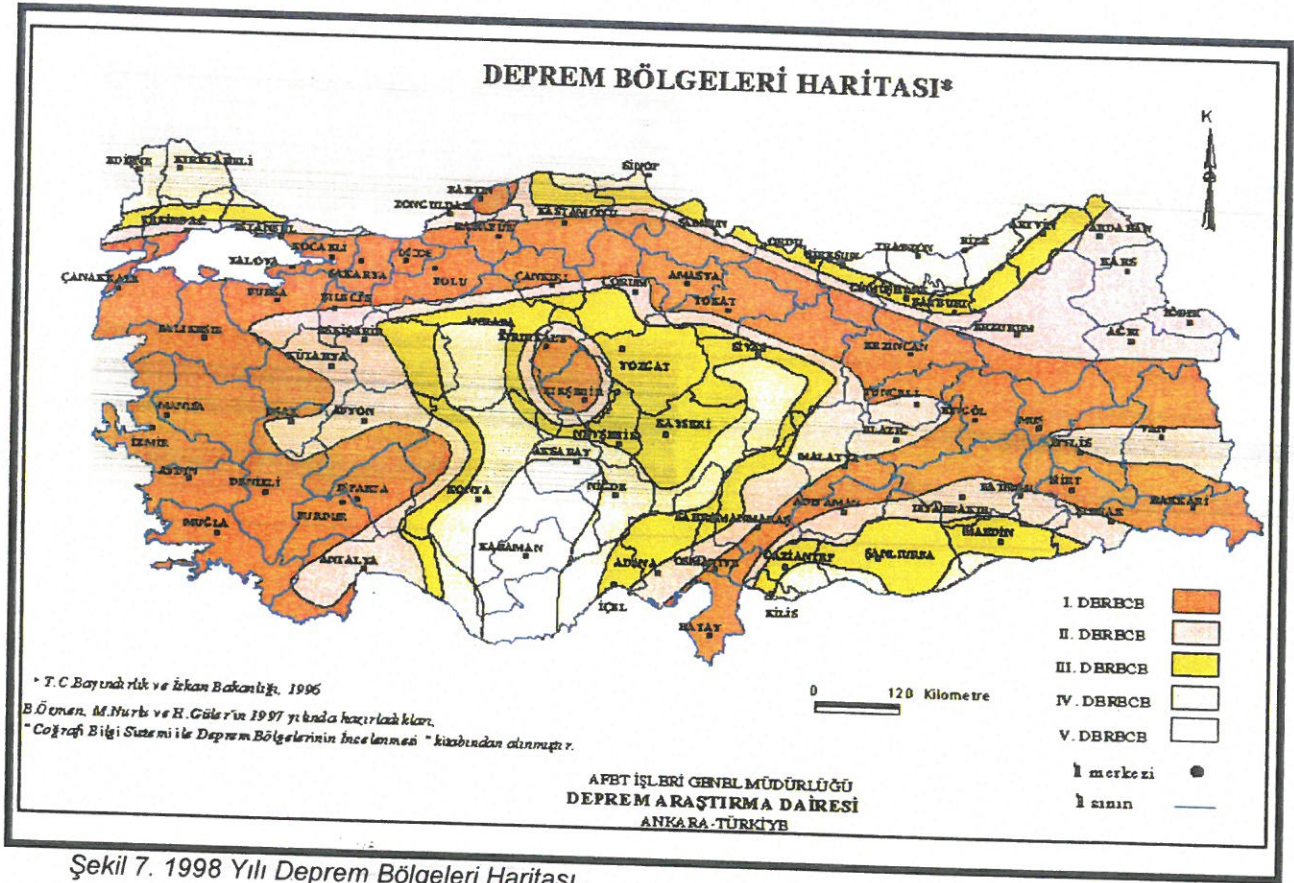 DEPREM BÖLGELERİ HARİTASI*
K
EDİRNE
KIRKLARELİ
SİNOP
BARTIN
ZONGULDAK
KASTAMONU
SAMSUN
ORDU
GİRESUN
TRABZON
RİZE
ARTVİN
ARDAHAN
KARS
TEKİRDAĞ
İSTANBUL
KOCAELİ
YALOVA
SAKARYA
DÜZCE
BOLU
KARABÜK
ÇANKIRI
ÇORUM
AMASYA
TOKAT
GÜMÜŞHANE
BAYBURT
ERZURUM
AĞRI
IĞDIR
ÇANAKKALE
BURSA
BİLECİK
BALIKESİR
ESKİŞEHİR
KÜTAHYA
ANKARA
KIRIKKALE
YOZGAT
SİVAS
ERZİNCAN
TUNCELİ
BİNGÖL
MUŞ
BİTLİS
VAN
MANİSA
İZMİR
UŞAK
AFYON
KIRŞEHİR
NEVŞEHİR
KAYSERİ
AKSARAY
ELAZIĞ
MALATYA
AYDIN
DENİZLİ
ISPARTA
BURDUR
KONYA
NİĞDE
KAHRAMANMARAŞ
ADIYAMAN
DİYARBAKIR
BATMAN
SİİRT
ŞIRNAK
HAKKARİ
MUĞLA
ANTALYA
KARAMAN
ADANA
OSMANİYE
GAZİANTEP
ŞANLIURFA
MARDİN
İÇEL
KİLİS
HATAY
I. DERECE
II. DERECE
III. DERECE
IV. DERECE
V. DERECE
İl merkezi
İl sınırı
0 120 Kilometre
* T.C Bayındırlık ve İskan Bakanlığı, 1996
B.Özmen, M.Nurlu ve H.Güler'in 1997 yılında hazırladıkları,
"Coğrafi Bilgi Sistemi ile Deprem Bölgelerinin İncelenmesi" kitabından alınmıştır.
AFET İŞLERİ GENEL MÜDÜRLÜĞÜ
DEPREM ARAŞTIRMA DAİRESİ
ANKARA-TÜRKİYE
Şekil 7. 1998 Yılı Deprem Bölgeleri Haritası